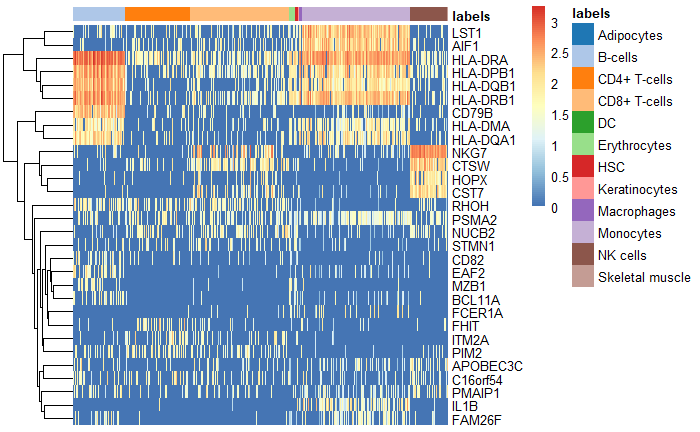 labels
LST1
AIF1
HLA-DRA
HLA-DPB1
HLA-DQB1
HLA-DRB1
CD79B
HLA-DMA
HLA-DQA1
NKG7
CTSW
HOPX
CST7
RHOH
PSMA2
NUCB2
STMN1
CD82
EAF2
MZB1
BCL11A
FCER1A
FHIT
ITM2A
PIM2
APOBEC3C
C16orf54
PMAIP1
IL1B
FAM26F
3
2.5
2
1.5
1
0.5
0
labels
Adipocytes
B-cells
CD4+ T-cells
CD8+ T-cells
DC
Erythrocytes
HSC
Keratinocytes
Macrophages
Monocytes
NK cells
Skeletal muscle